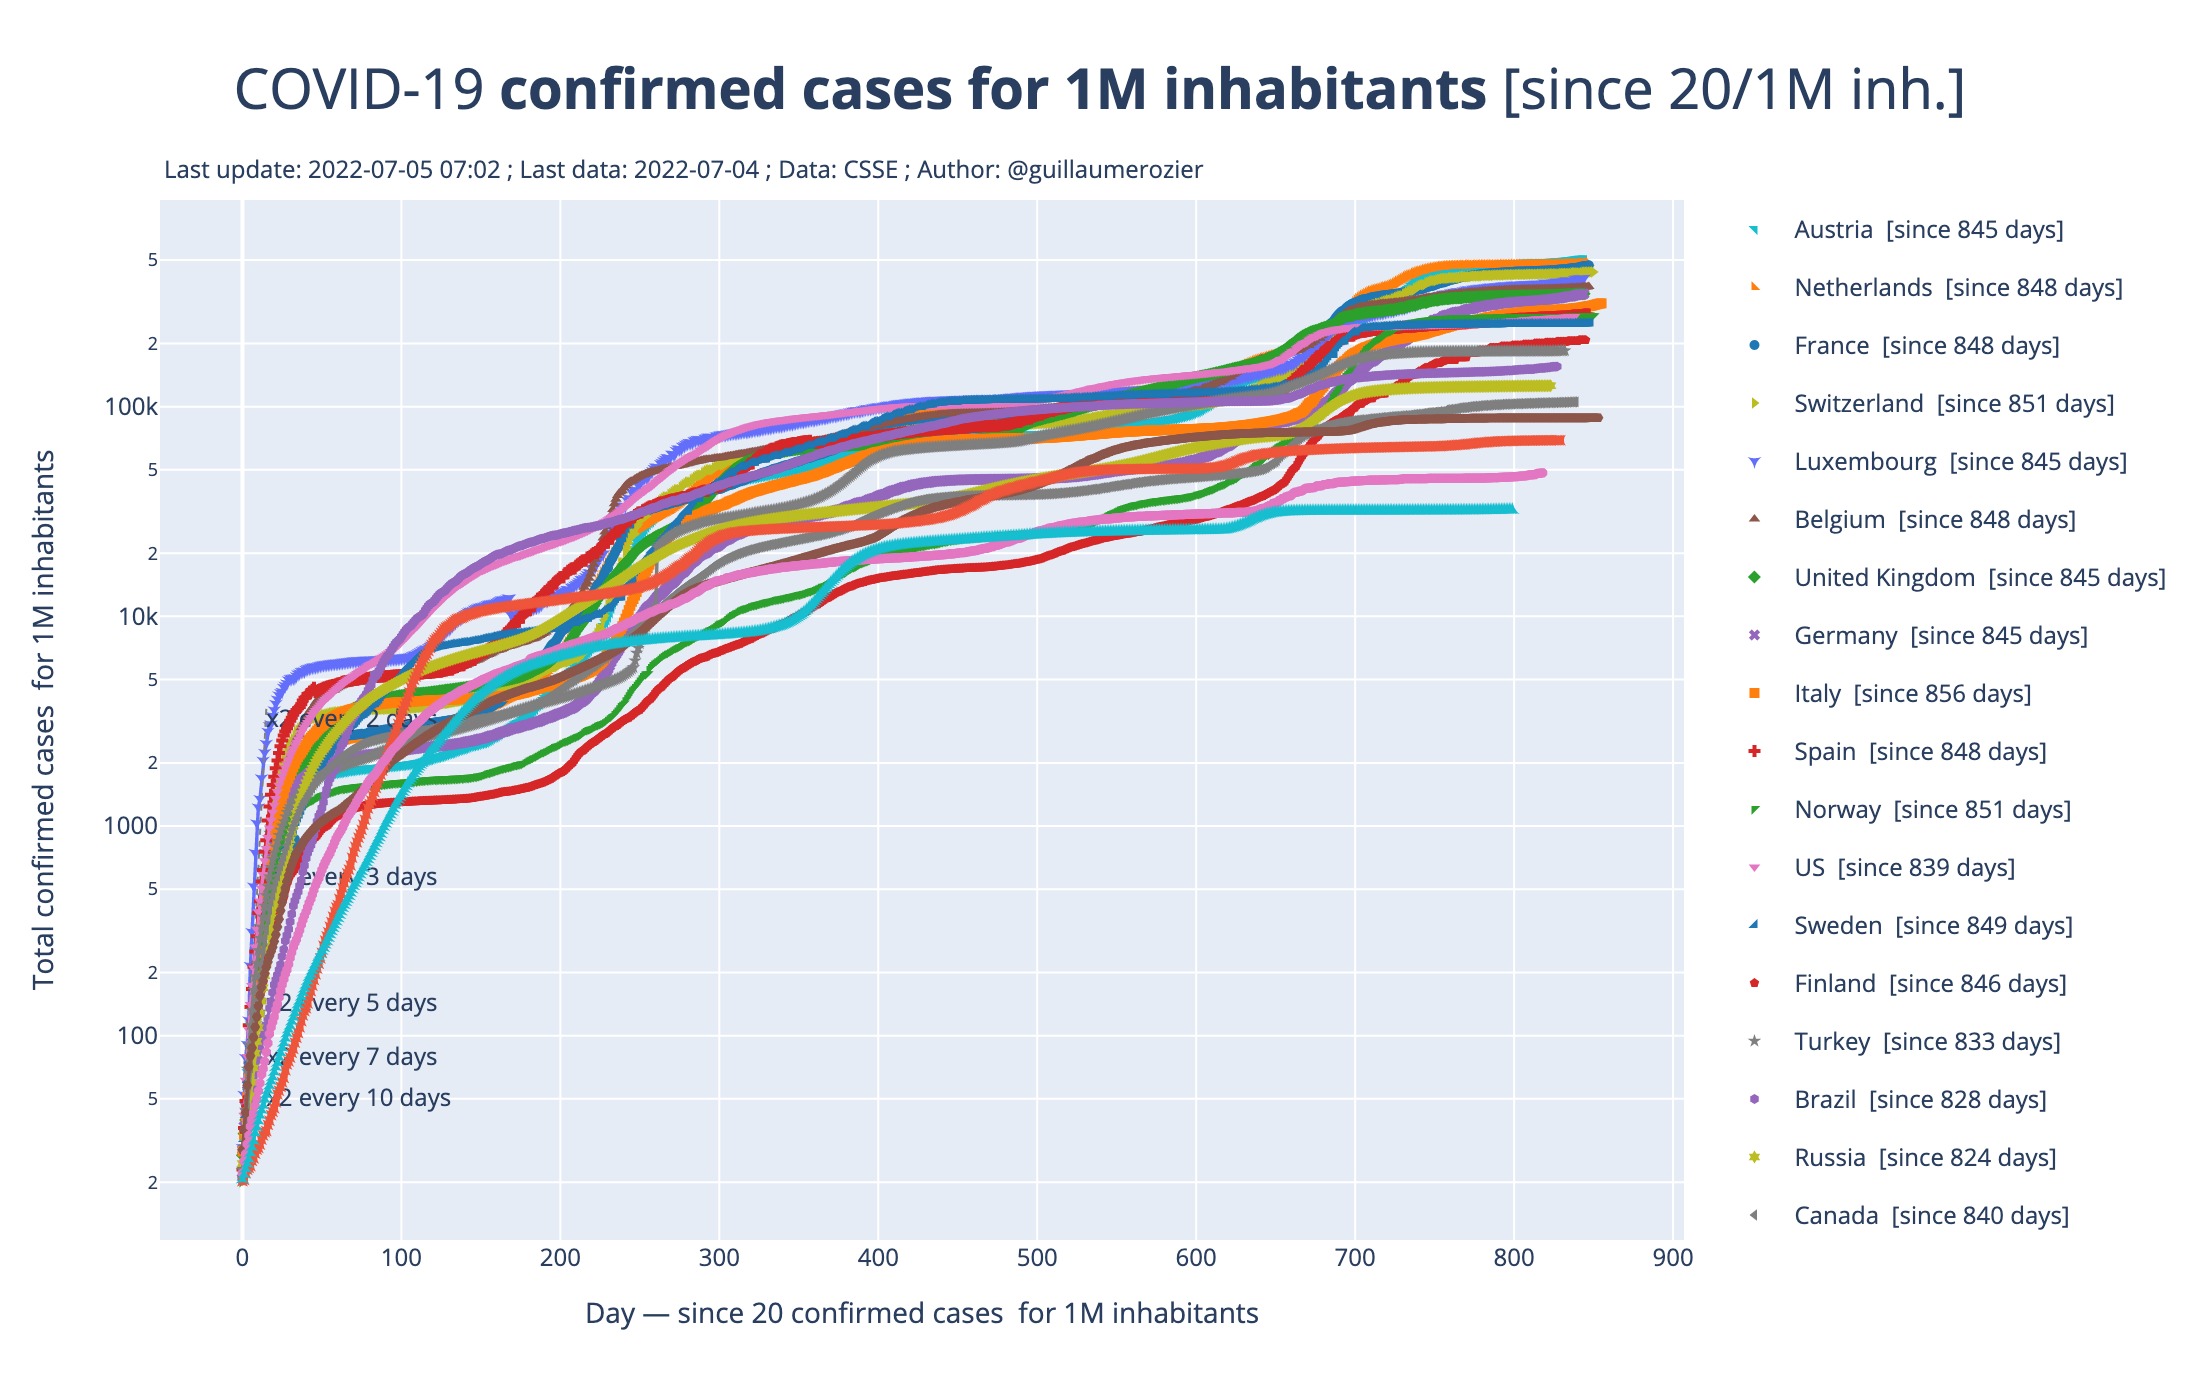 COVID-19 confirmed cases for 1M inhabitants [since 20/1M inh.]
Last update: 2022-07-05 07:02 ; Last data: 2022-07-04 ; Data: CSSE ; Author: @guillaumerozier
Total confirmed cases for 1M inhabitants
5
2
100k
5
2
10k
5
2
1000
5
2
100
5
2
x2 every 2 days
every 3 days
x2 every 5 days
x2 every 7 days
x2 every 10 days
0 100 200 300 400 500 600 700 800 900
Day — since 20 confirmed cases for 1M inhabitants
Austria [since 845 days]
Netherlands [since 848 days]
France [since 848 days]
Switzerland [since 851 days]
Luxembourg [since 845 days]
Belgium [since 848 days]
United Kingdom [since 845 days]
Germany [since 845 days]
Italy [since 856 days]
Spain [since 848 days]
Norway [since 851 days]
US [since 839 days]
Sweden [since 849 days]
Finland [since 846 days]
Turkey [since 833 days]
Brazil [since 828 days]
Russia [since 824 days]
Canada [since 840 days]